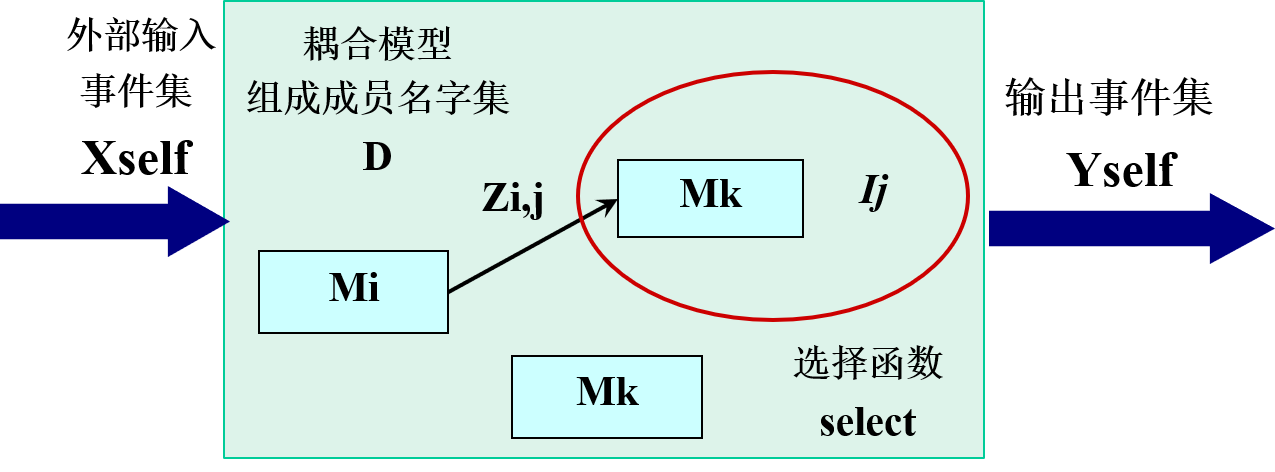 外部输入
事件集
Xself
耦合模型
组成成员名字集
D
Zi,j
Mk
Ij
Mi
Mk
选择函数
select
输出事件集
Yself